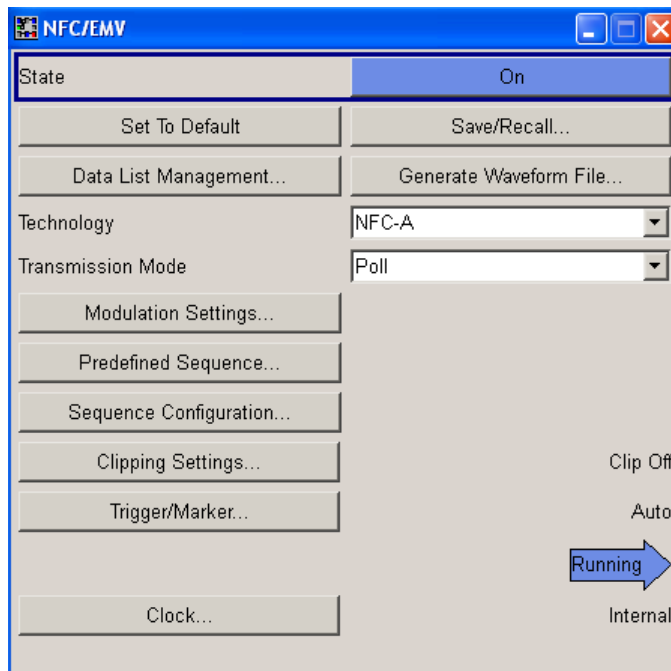 NFC/EMV
State On
Set To Default Save/Recall...
Data List Management... Generate Waveform File...
Technology NFC-A
Transmission Mode Poll
Modulation Settings...
Predefined Sequence...
Sequence Configuration...
Clipping Settings... Clip Off
Trigger/Marker... Auto
Running
Clock... Internal